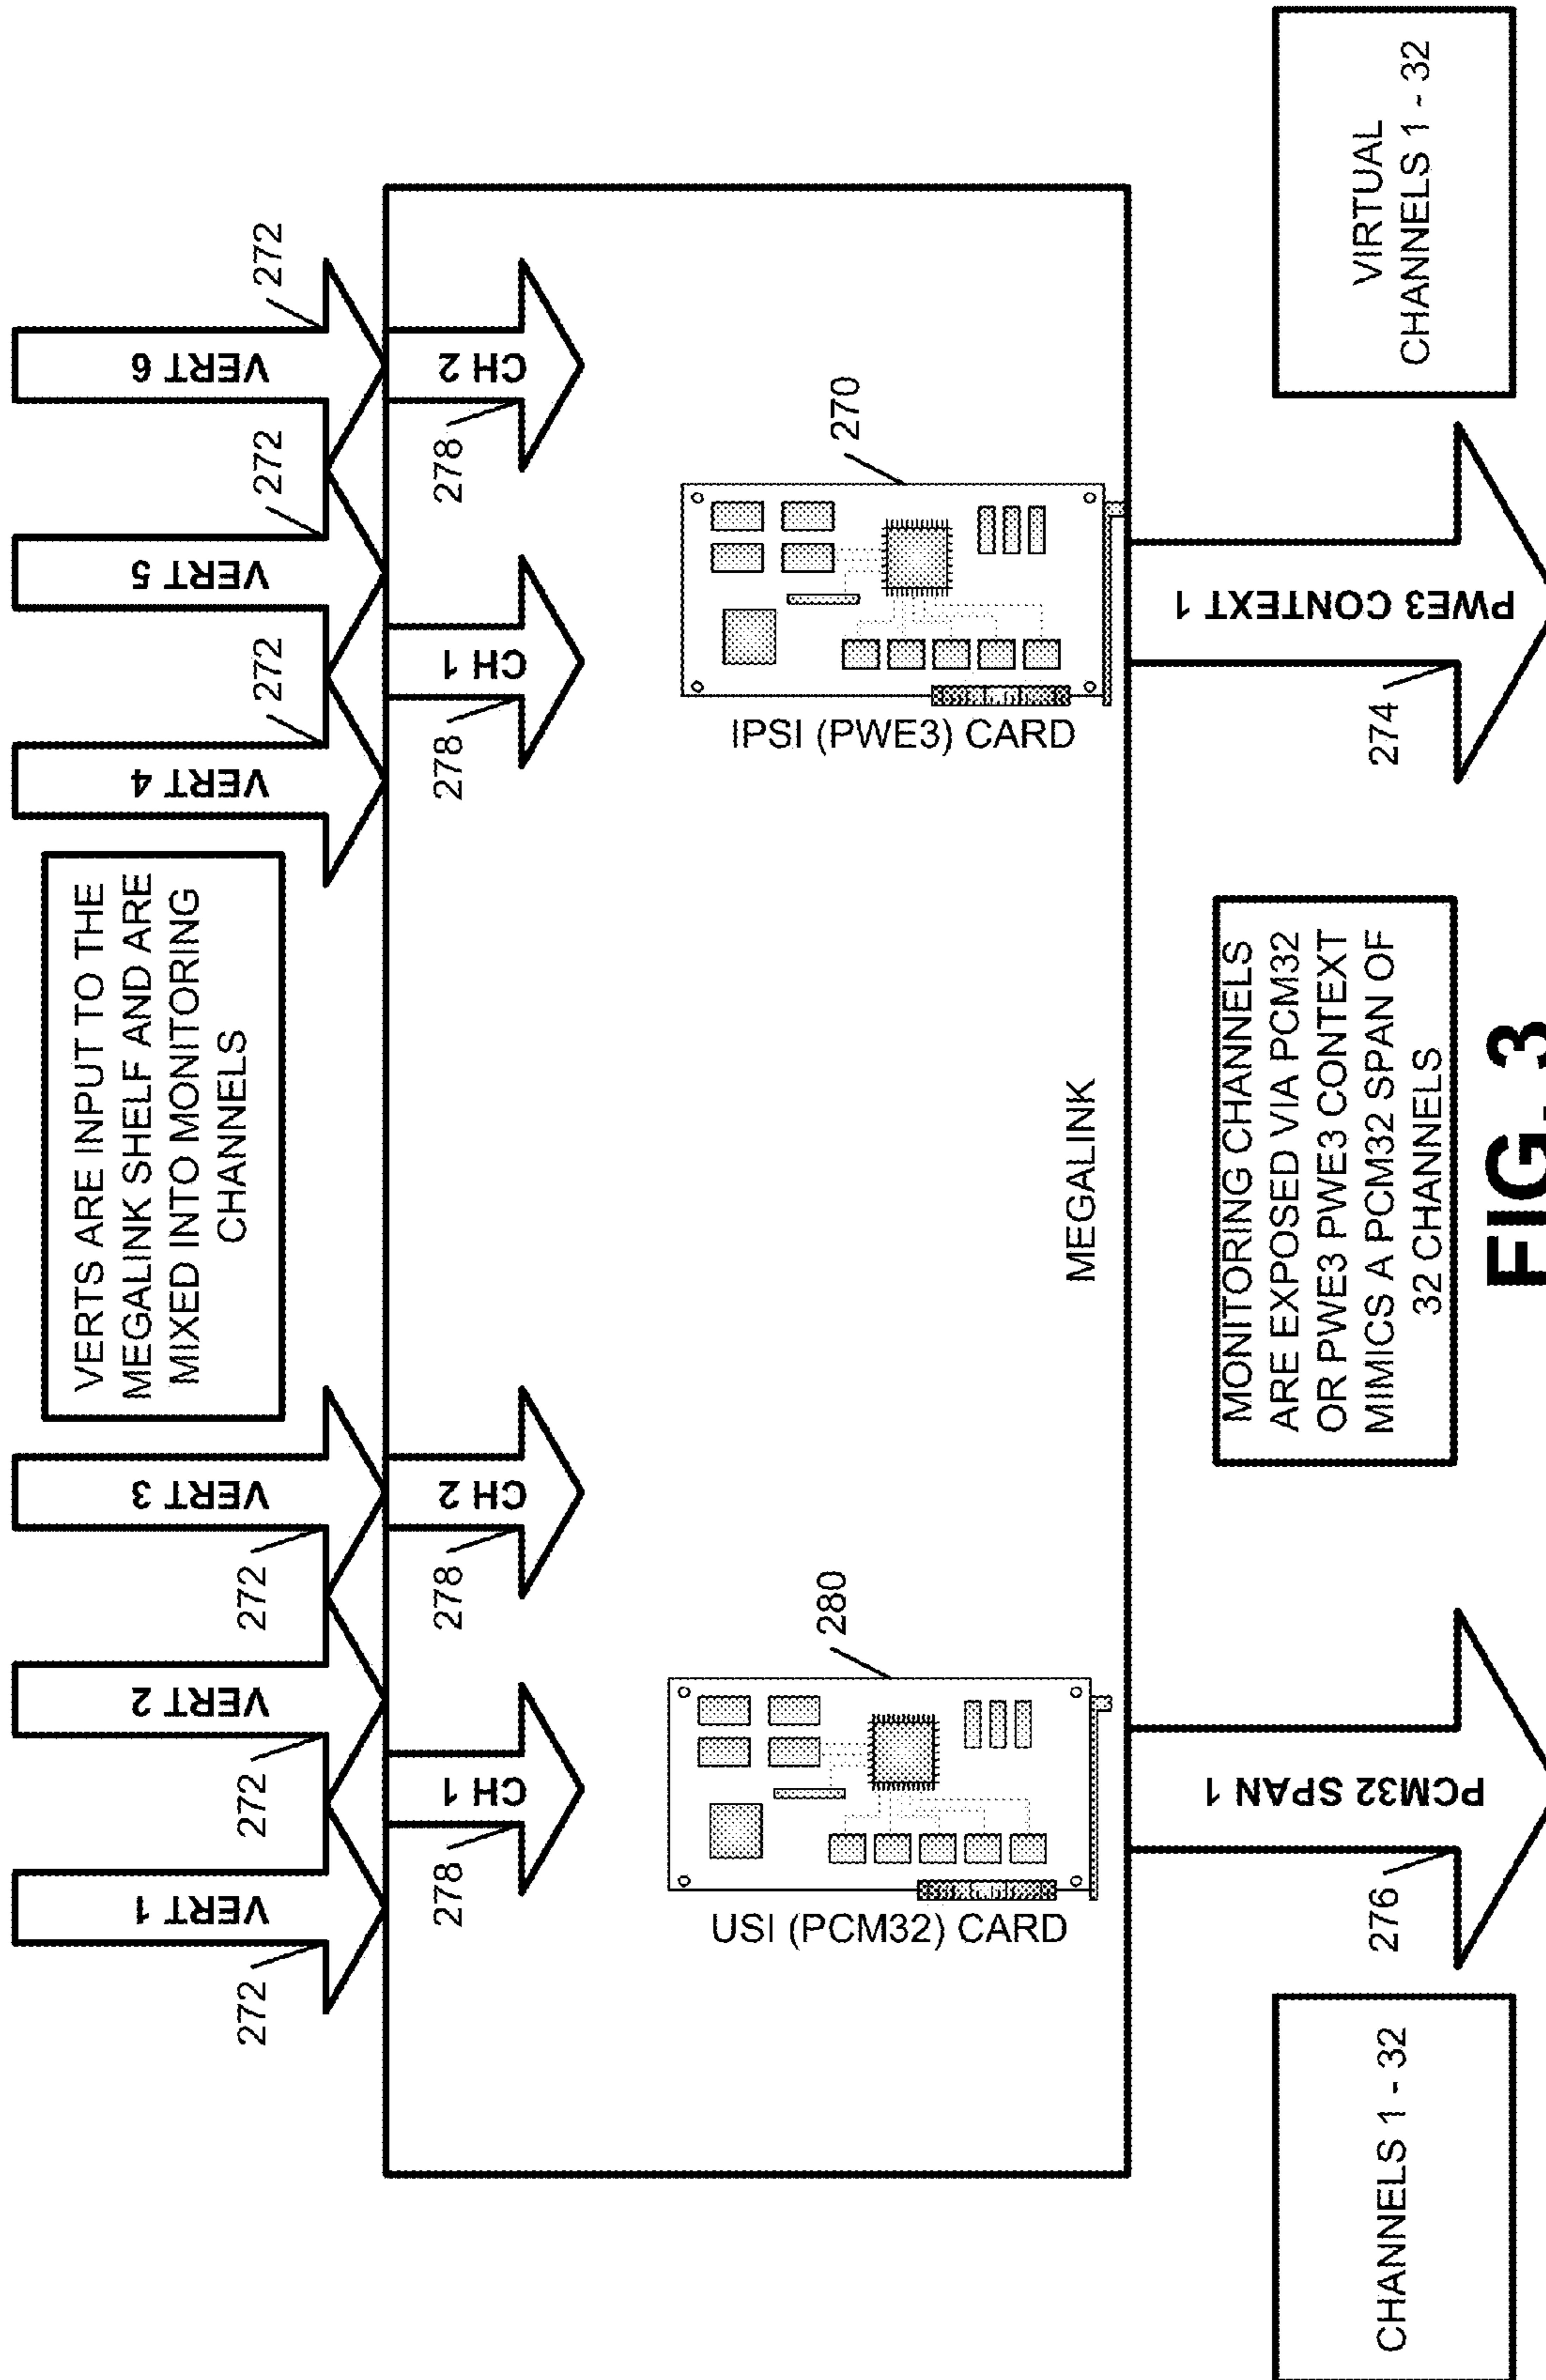 VERT 1
VERT 2
VERT 3
VERTS ARE INPUT TO THE
MEGALINK SHELF AND ARE
MIXED INTO MONITORING
CHANNELS
VERT 4
VERT 5
VERT 6
272
272
272
272
272
272
CH 1
CH 2
CH 1
CH 2
278
278
278
278
280
270
USI (PCM32) CARD
IPSI (PWE3) CARD
MEGALINK
CHANNELS 1 - 32
276
PCM32 SPAN 1
MONITORING CHANNELS
ARE EXPOSED VIA PCM32
OR PWE3 PWE3 CONTEXT
MIMICS A PCM32 SPAN OF
32 CHANNELS
274
PWE3 CONTEXT 1
VIRTUAL
CHANNELS 1 - 32
FIG. 3